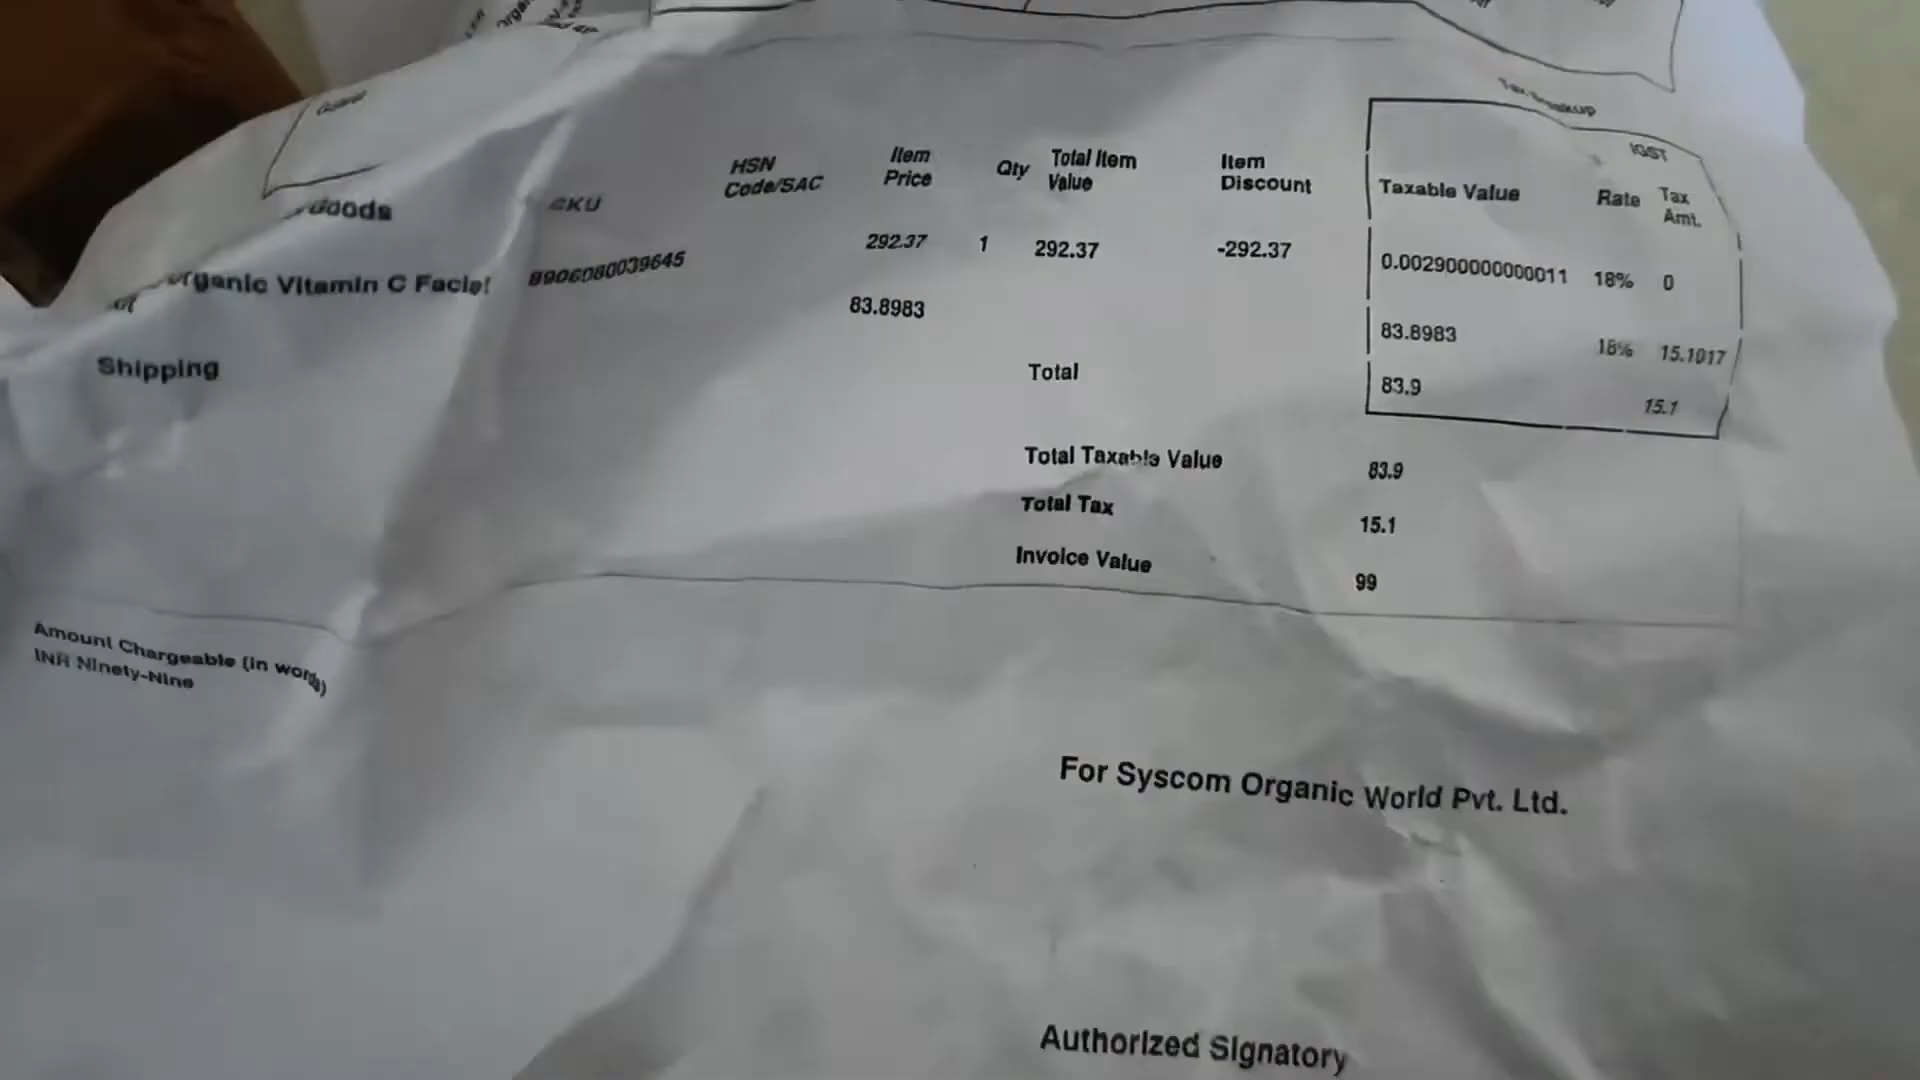 Tax Breakup
IGST
Goods SKU HSN Code/SAC Item Price Qty Total Item Value Item Discount Taxable Value Rate Tax Amt.
Organic Vitamin C Facial 8906080039645 292.37 1 292.37 -292.37 0.002900000000011 18% 0
Kit
Shipping 83.8983 83.8983 18% 15.1017
Total 83.9 15.1
Total Taxable Value 83.9
Total Tax 15.1
Invoice Value 99
Amount Chargeable (in words)
INR Ninety-Nine
For Syscom Organic World Pvt. Ltd.
Authorized Signatory